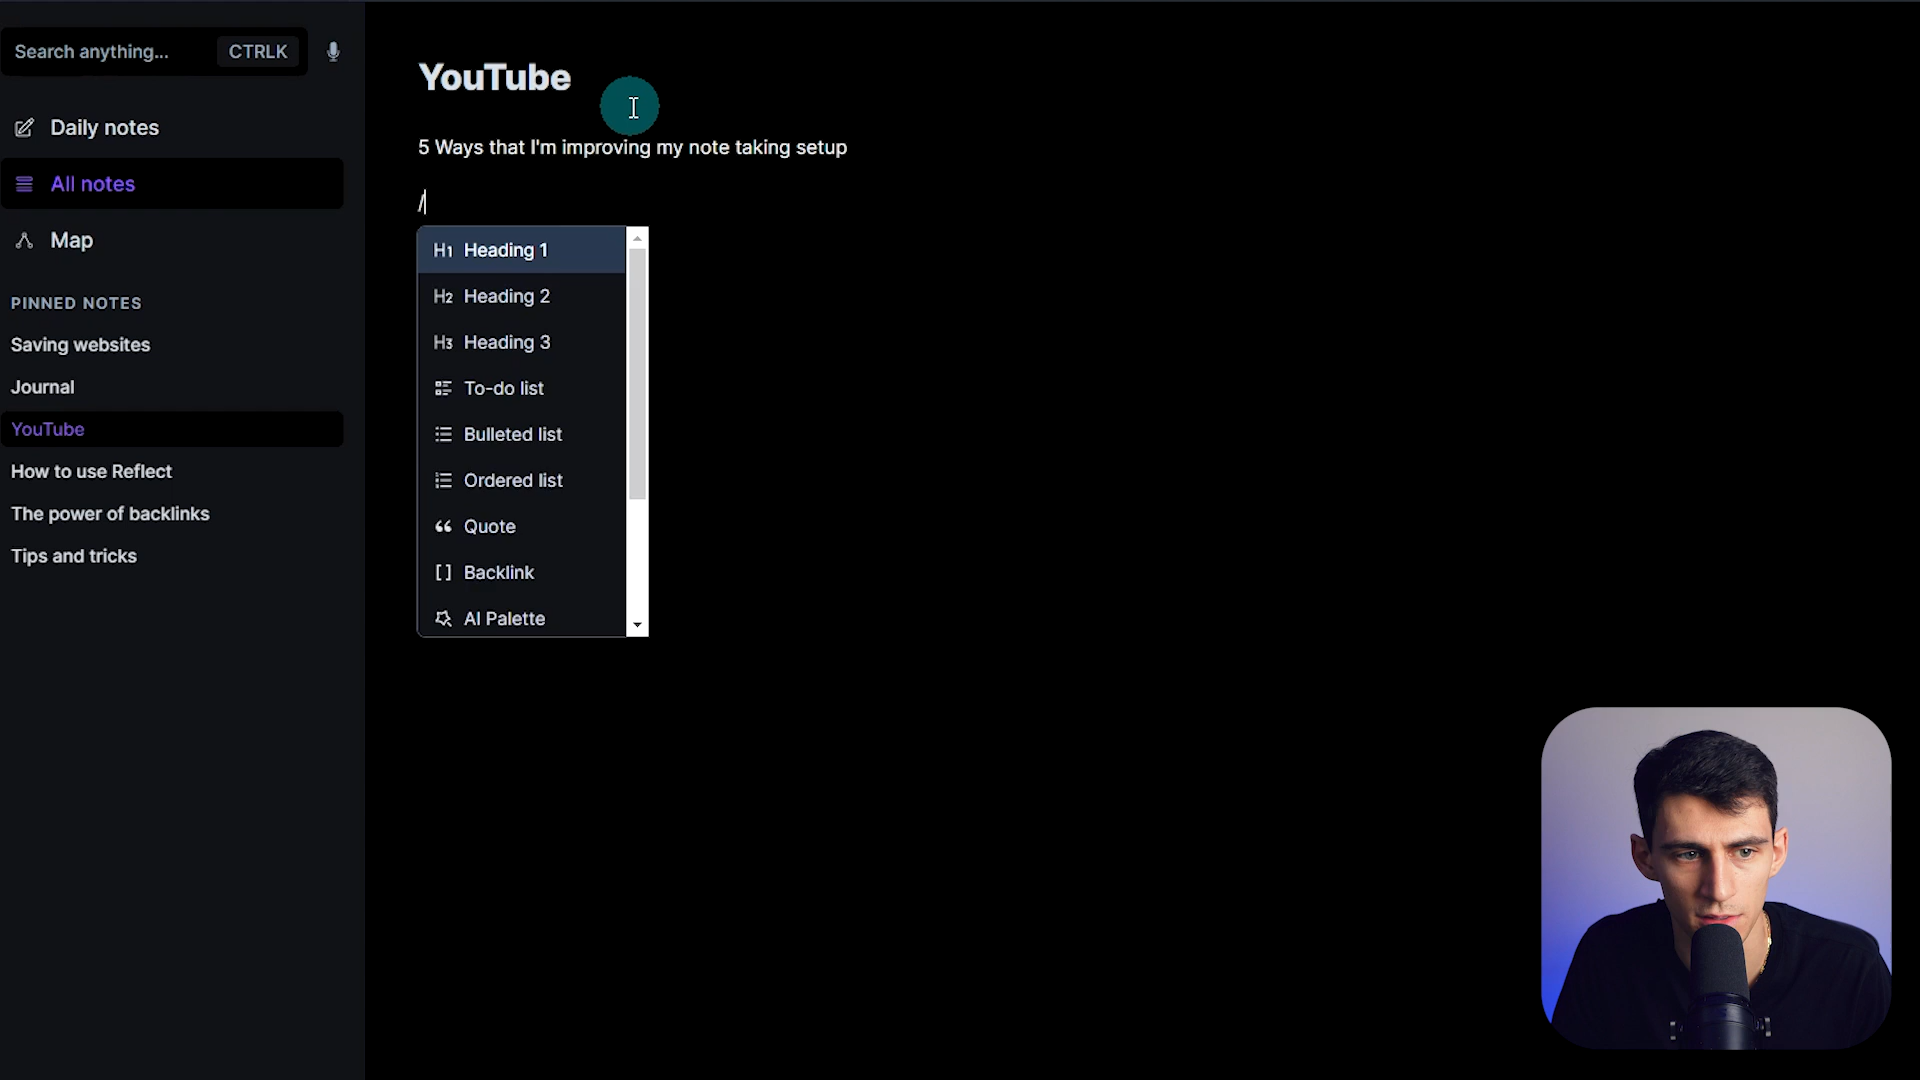 Search anything...
CTRLK
Daily notes
All notes
Map
PINNED NOTES
Saving websites
Journal
YouTube
How to use Reflect
The power of backlinks
Tips and tricks
YouTube
5 Ways that I'm improving my note taking setup
/
H1 Heading 1
H2 Heading 2
H3 Heading 3
To-do list
Bulleted list
Ordered list
Quote
[] Backlink
AI Palette